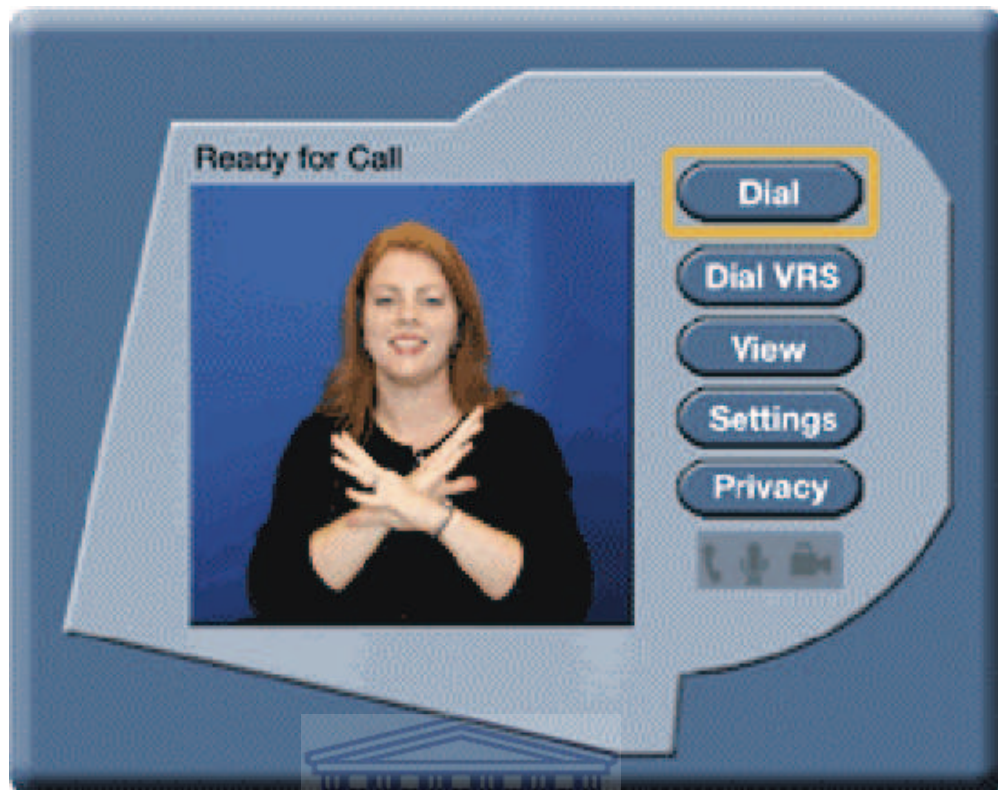 Ready for Call
Dial
Dial VRS
View
Settings
Privacy